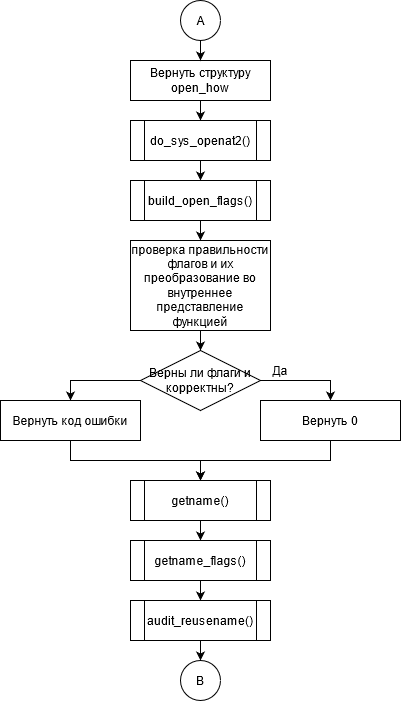 A
Вернуть структуру
open_how
do_sys_openat2()
build_open_flags()
проверка правильности
флагов и их
преобразование во
внутреннее
представление
функцией
Верны ли флаги и
корректны?
Да
Вернуть код ошибки
Вернуть 0
getname()
getname_flags()
audit_reusename()
B